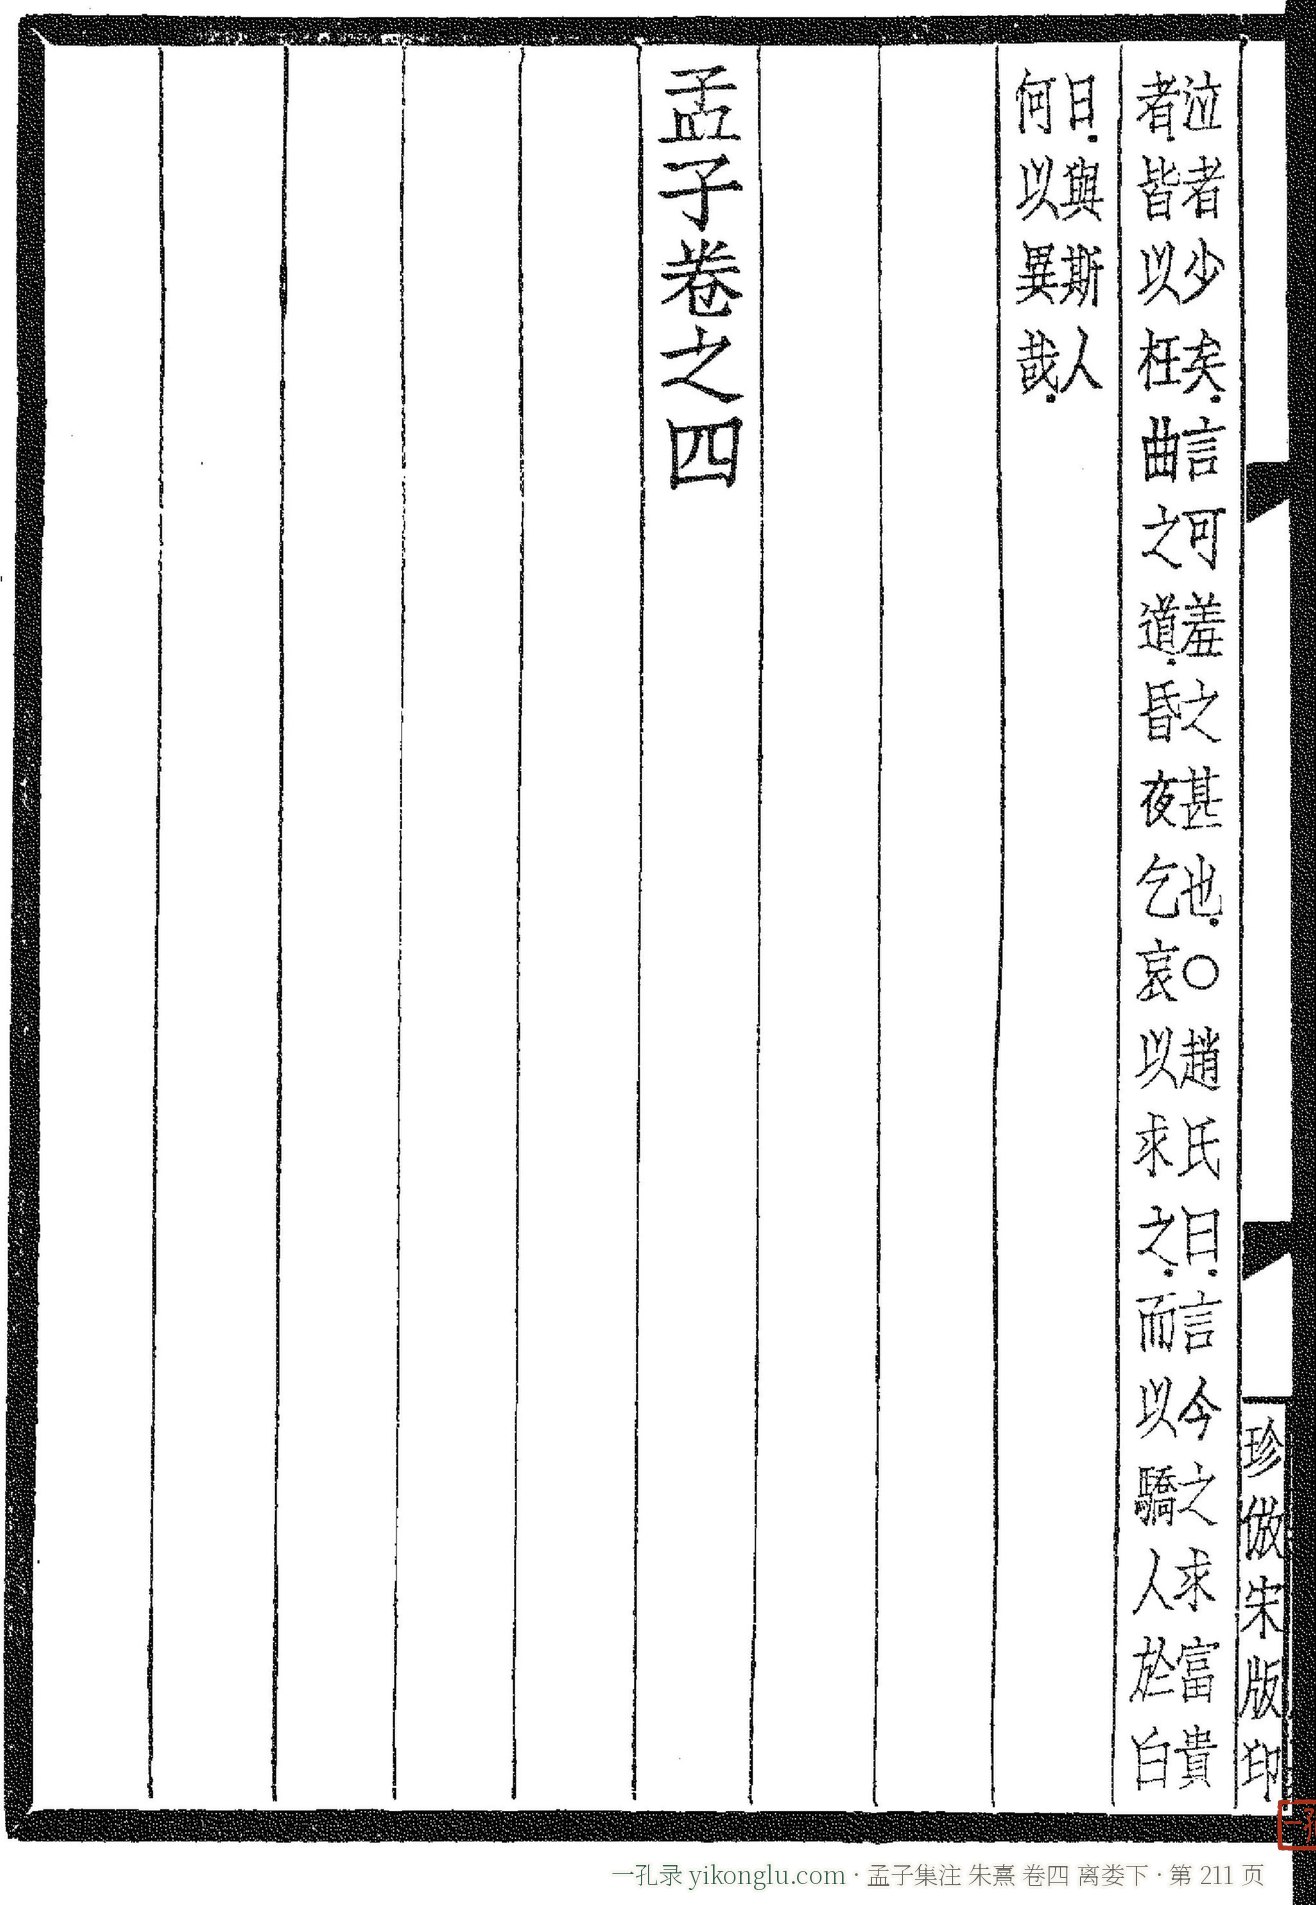 泣者少矣言可羞之甚也○趙氏曰言今之求富貴
者皆以枉曲之道昏夜乞哀以求之而以驕人於白
日與斯人
何以異哉
孟子卷之四
珍倣宋版印
一孔录 yikonglu.com · 孟子集注 朱熹 卷四 离娄下 · 第 211 页